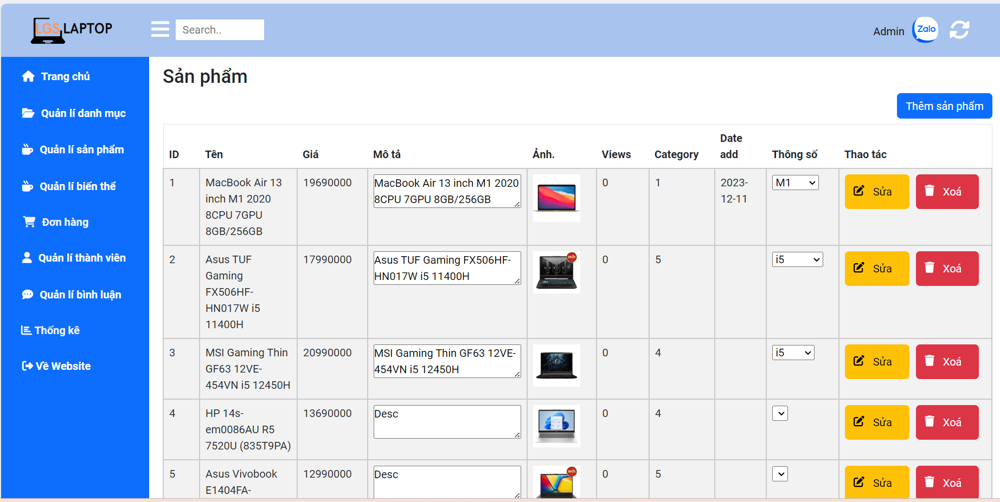 LGS LAPTOP
Search..
Admin
Zalo
Trang chủ
Quản lí danh mục
Quản lí sản phẩm
Quản lí biến thể
Đơn hàng
Quản lí thành viên
Quản lí bình luận
Thống kê
Về Website
Sản phẩm
Thêm sản phẩm
ID Tên Giá Mô tả Ảnh. Views Category Date add Thông số Thao tác
1
MacBook Air 13
inch M1 2020
8CPU 7GPU
8GB/256GB
19690000
MacBook Air 13 inch M1 2020
8CPU 7GPU 8GB/256GB
0
1
2023-
12-11
M1
Sửa
Xoá
2
Asus TUF
Gaming
FX506HF-
HN017W i5
11400H
17990000
Asus TUF Gaming FX506HF-
HN017W i5 11400H
MỚI
0
5
i5
Sửa
Xoá
3
MSI Gaming Thin
GF63 12VE-
454VN i5 12450H
20990000
MSI Gaming Thin GF63 12VE-
454VN i5 12450H
0
4
i5
Sửa
Xoá
4
HP 14s-
em0086AU R5
7520U (835T9PA)
13690000
Desc
0
4
Sửa
Xoá
5
Asus Vivobook
E1404FA-
12990000
Desc
MỚI
0
5
Sửa
Xoá